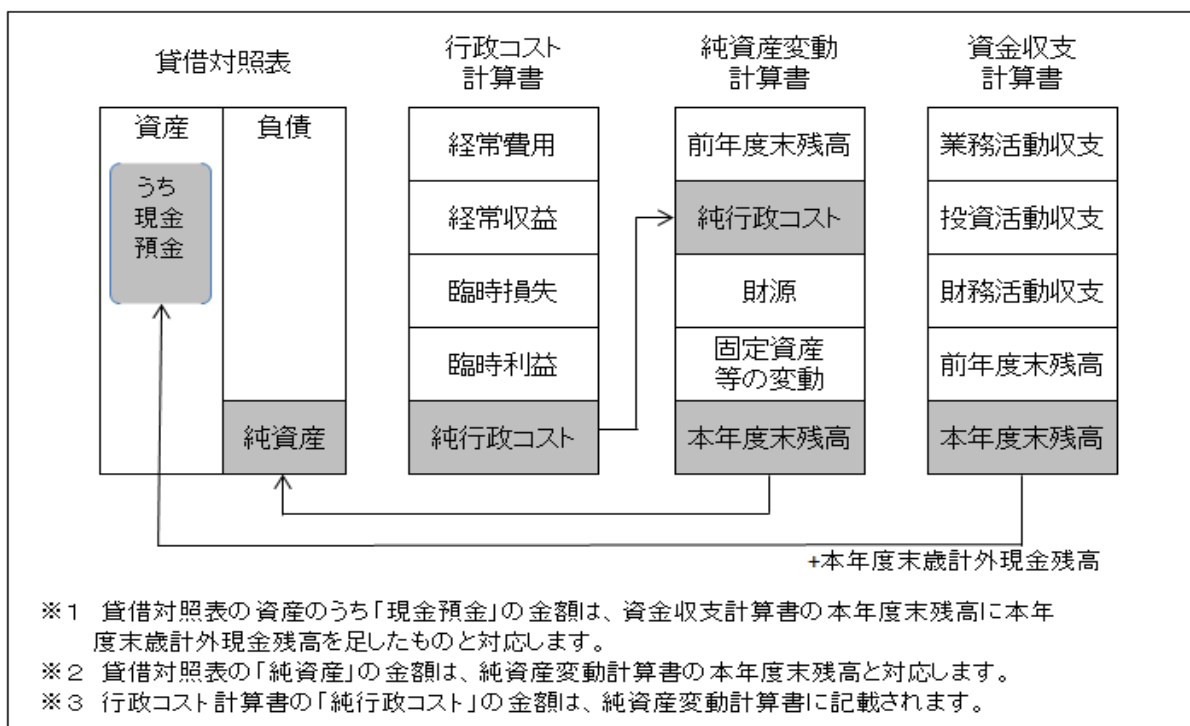 貸借対照表
行政コスト
計算書
純資産変動
計算書
資金収支
計算書
資産
負債
うち
現金
預金
純資産
経常費用
経常収益
臨時損失
臨時利益
純行政コスト
前年度末残高
純行政コスト
財源
固定資産
等の変動
本年度末残高
業務活動収支
投資活動収支
財務活動収支
前年度末残高
本年度末残高
+本年度末歳計外現金残高
※1 貸借対照表の資産のうち「現金預金」の金額は、資金収支計算書の本年度末残高に本年
度末歳計外現金残高を足したものと対応します。
※2 貸借対照表の「純資産」の金額は、純資産変動計算書の本年度末残高と対応します。
※3 行政コスト計算書の「純行政コスト」の金額は、純資産変動計算書に記載されます。